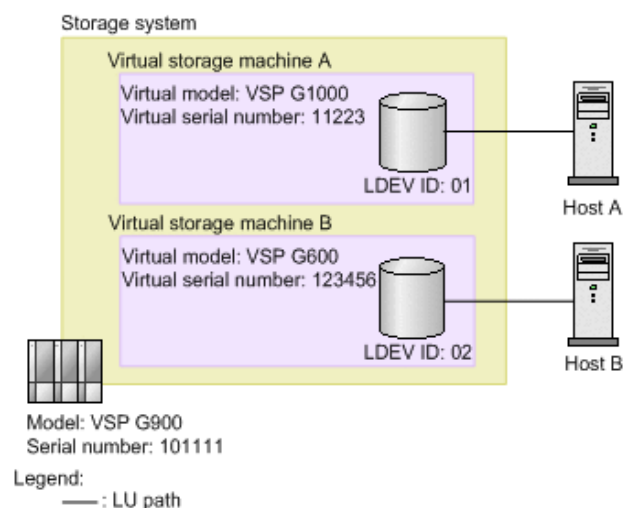 Storage system
Virtual storage machine A
Virtual model: VSP G1000
Virtual serial number: 11223
LDEV ID: 01
Host A
Virtual storage machine B
Virtual model: VSP G600
Virtual serial number: 123456
LDEV ID: 02
Host B
Model: VSP G900
Serial number: 101111
Legend:
: LU path